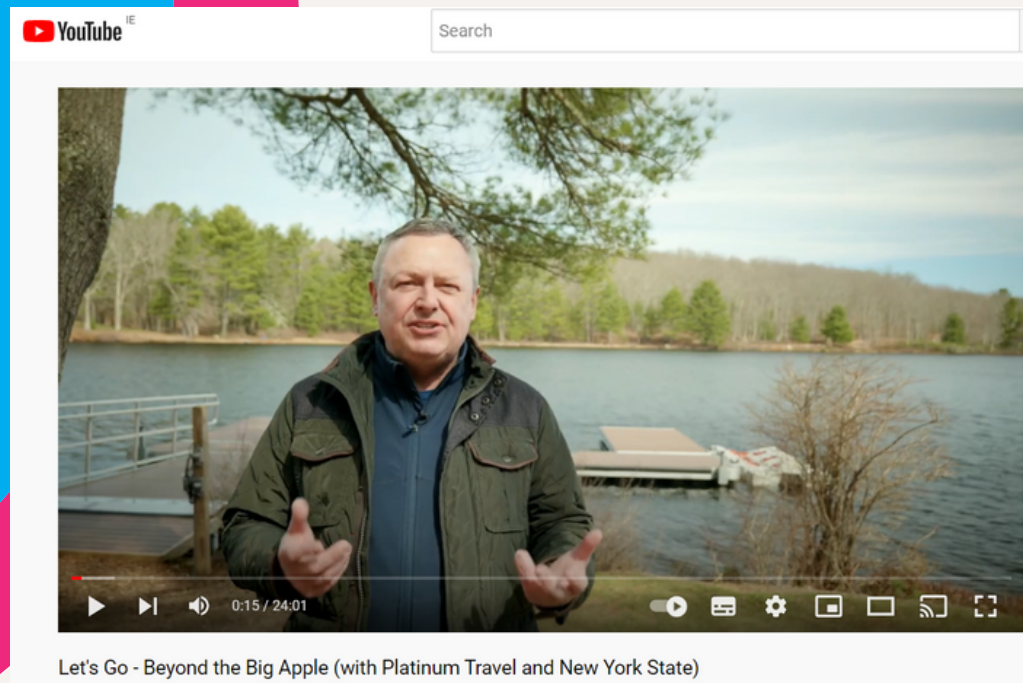 YouTube IE
Search
0:15 / 24:01
Let's Go - Beyond the Big Apple (with Platinum Travel and New York State)